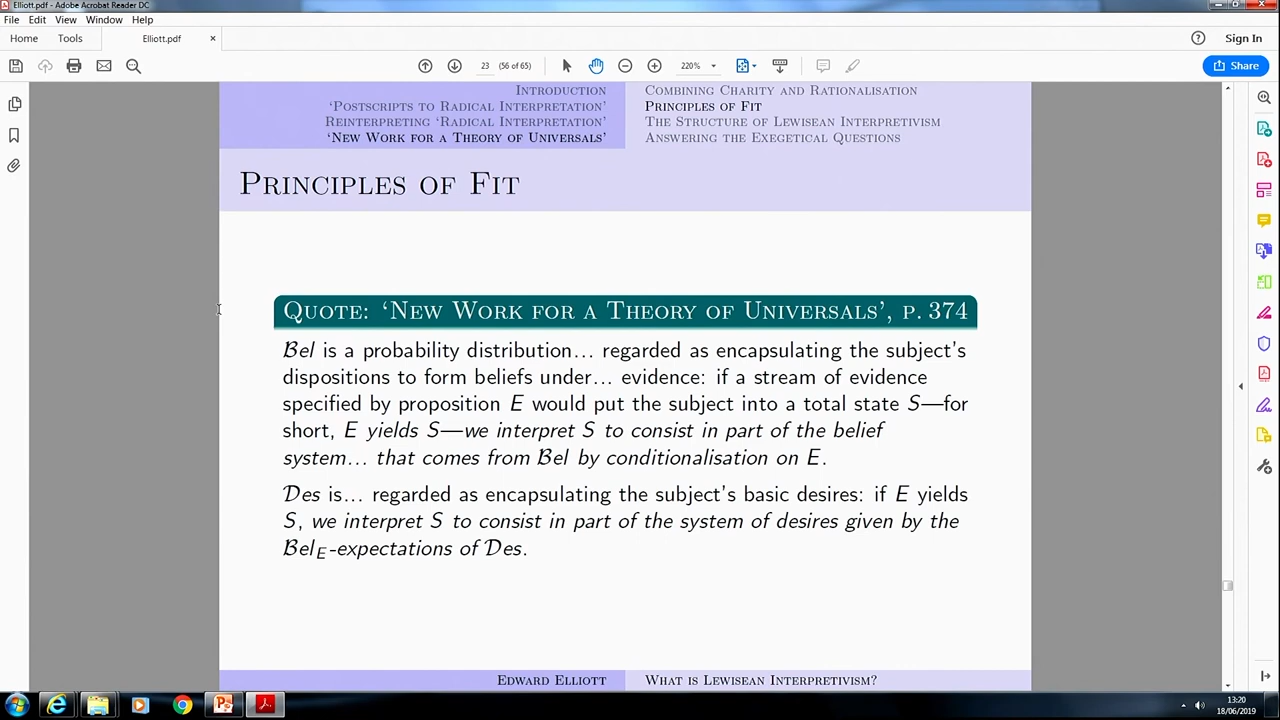 Elliott.pdf - Adobe Acrobat Reader DC
File Edit View Window Help
Home Tools Elliott.pdf × Sign In
23 (56 of 65) 220% Share
INTRODUCTION
'POSTSCRIPTS TO RADICAL INTERPRETATION'
REINTERPRETING 'RADICAL INTERPRETATION'
'NEW WORK FOR A THEORY OF UNIVERSALS'
COMBINING CHARITY AND RATIONALISATION
PRINCIPLES OF FIT
THE STRUCTURE OF LEWISEAN INTERPRETIVISM
ANSWERING THE EXEGETICAL QUESTIONS
PRINCIPLES OF FIT
QUOTE: 'NEW WORK FOR A THEORY OF UNIVERSALS', P. 374
Bel is a probability distribution... regarded as encapsulating the subject's
dispositions to form beliefs under... evidence: if a stream of evidence
specified by proposition E would put the subject into a total state S—for
short, E yields S—we interpret S to consist in part of the belief
system... that comes from Bel by conditionalisation on E.
Des is... regarded as encapsulating the subject's basic desires: if E yields
S, we interpret S to consist in part of the system of desires given by the
Bel_E-expectations of Des.
EDWARD ELLIOTT
WHAT IS LEWISEAN INTERPRETIVISM?
13:20
18/06/2019